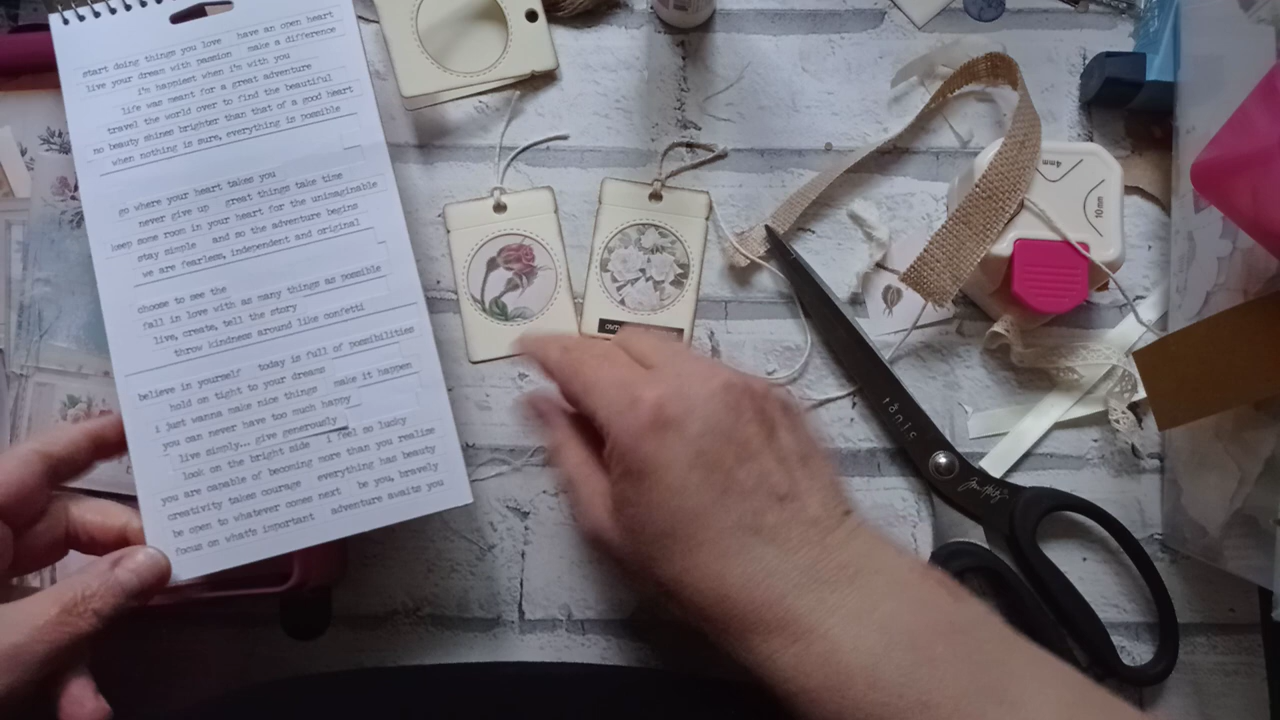 start doing things you love have an open heart
live your dream with passion make a difference
i'm happiest when i'm with you
life was meant for a great adventure
travel the world over to find the beautiful
no beauty shines brighter than that of a good heart
when nothing is sure, everything is possible
go where your heart takes you
never give up great things take time
keep some room in your heart for the unimaginable
stay simple and so the adventure begins
we are fearless, independent and original
choose to see the
fall in love with as many things as possible
live, create, tell the story
throw kindness around like confetti
believe in yourself today is full of possibilities
hold on tight to your dreams
i just wanna make nice things make it happen
you can never have too much happy
live simply... give generously
look on the bright side i feel so lucky
you are capable of becoming more than you realize
creativity takes courage everything has beauty
be open to whatever comes next be you, bravely
focus on what's important adventure awaits you
4mm
10mm
tonic
Tim Holtz